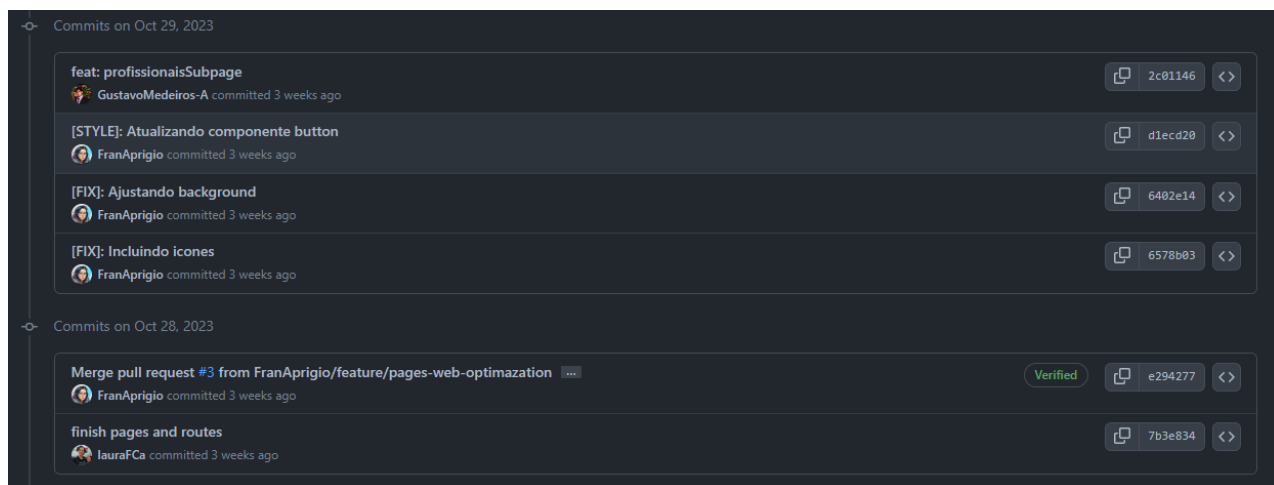 Commits on Oct 29, 2023
feat: profissionaisSubpage
2c01146
GustavoMedeiros-A committed 3 weeks ago
[STYLE]: Atualizando componente button
d1ecd20
FranAprigio committed 3 weeks ago
[FIX]: Ajustando background
6402e14
FranAprigio committed 3 weeks ago
[FIX]: Incluindo icones
6578b03
FranAprigio committed 3 weeks ago
Commits on Oct 28, 2023
Merge pull request #3 from FranAprigio/feature/pages-web-optimazation ...
Verified
e294277
FranAprigio committed 3 weeks ago
finish pages and routes
7b3e834
lauraFCa committed 3 weeks ago